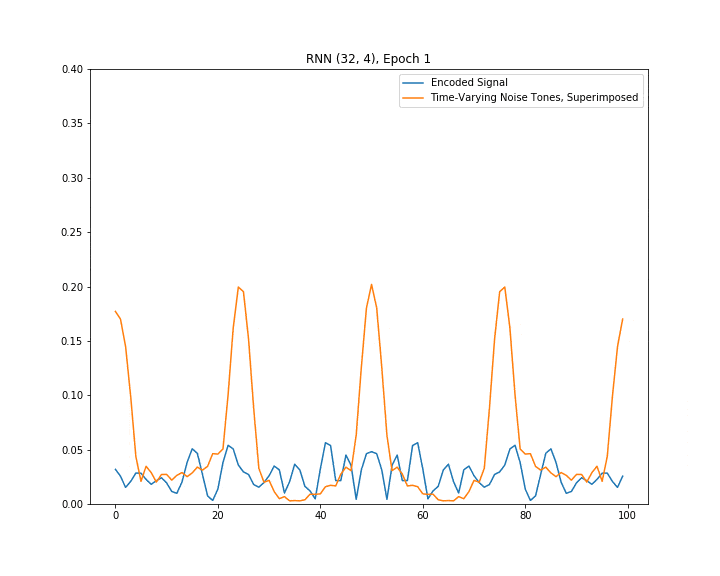 RNN (32, 4), Epoch 1
Encoded Signal
Time-Varying Noise Tones, Superimposed
0.40
0.35
0.30
0.25
0.20
0.15
0.10
0.05
0.00
0 20 40 60 80 100